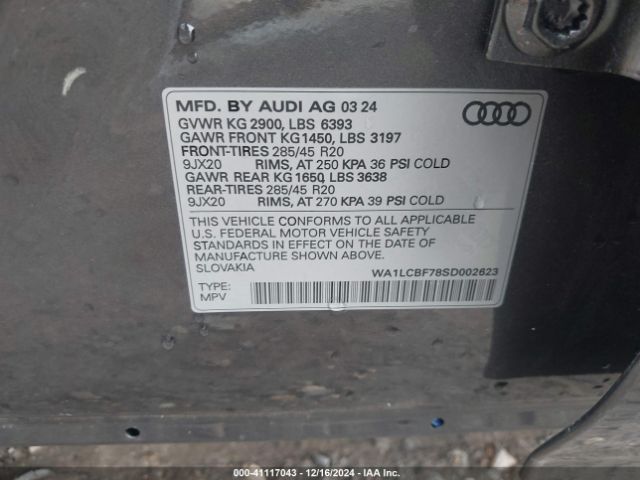 MFD. BY AUDI AG 03 24
GVWR KG 2900, LBS 6393
GAWR FRONT KG1450, LBS 3197
FRONT-TIRES 285/45 R20
9JX20 RIMS, AT 250 KPA 36 PSI COLD
GAWR REAR KG 1650, LBS 3638
REAR-TIRES 285/45 R20
9JX20 RIMS, AT 270 KPA 39 PSI COLD
THIS VEHICLE CONFORMS TO ALL APPLICABLE
U.S. FEDERAL MOTOR VEHICLE SAFETY
STANDARDS IN EFFECT ON THE DATE OF
MANUFACTURE SHOWN ABOVE.
SLOVAKIA
WA1LCBF78SD002623
TYPE:
MPV
000-41117043 - 12/16/2024 - IAA Inc.